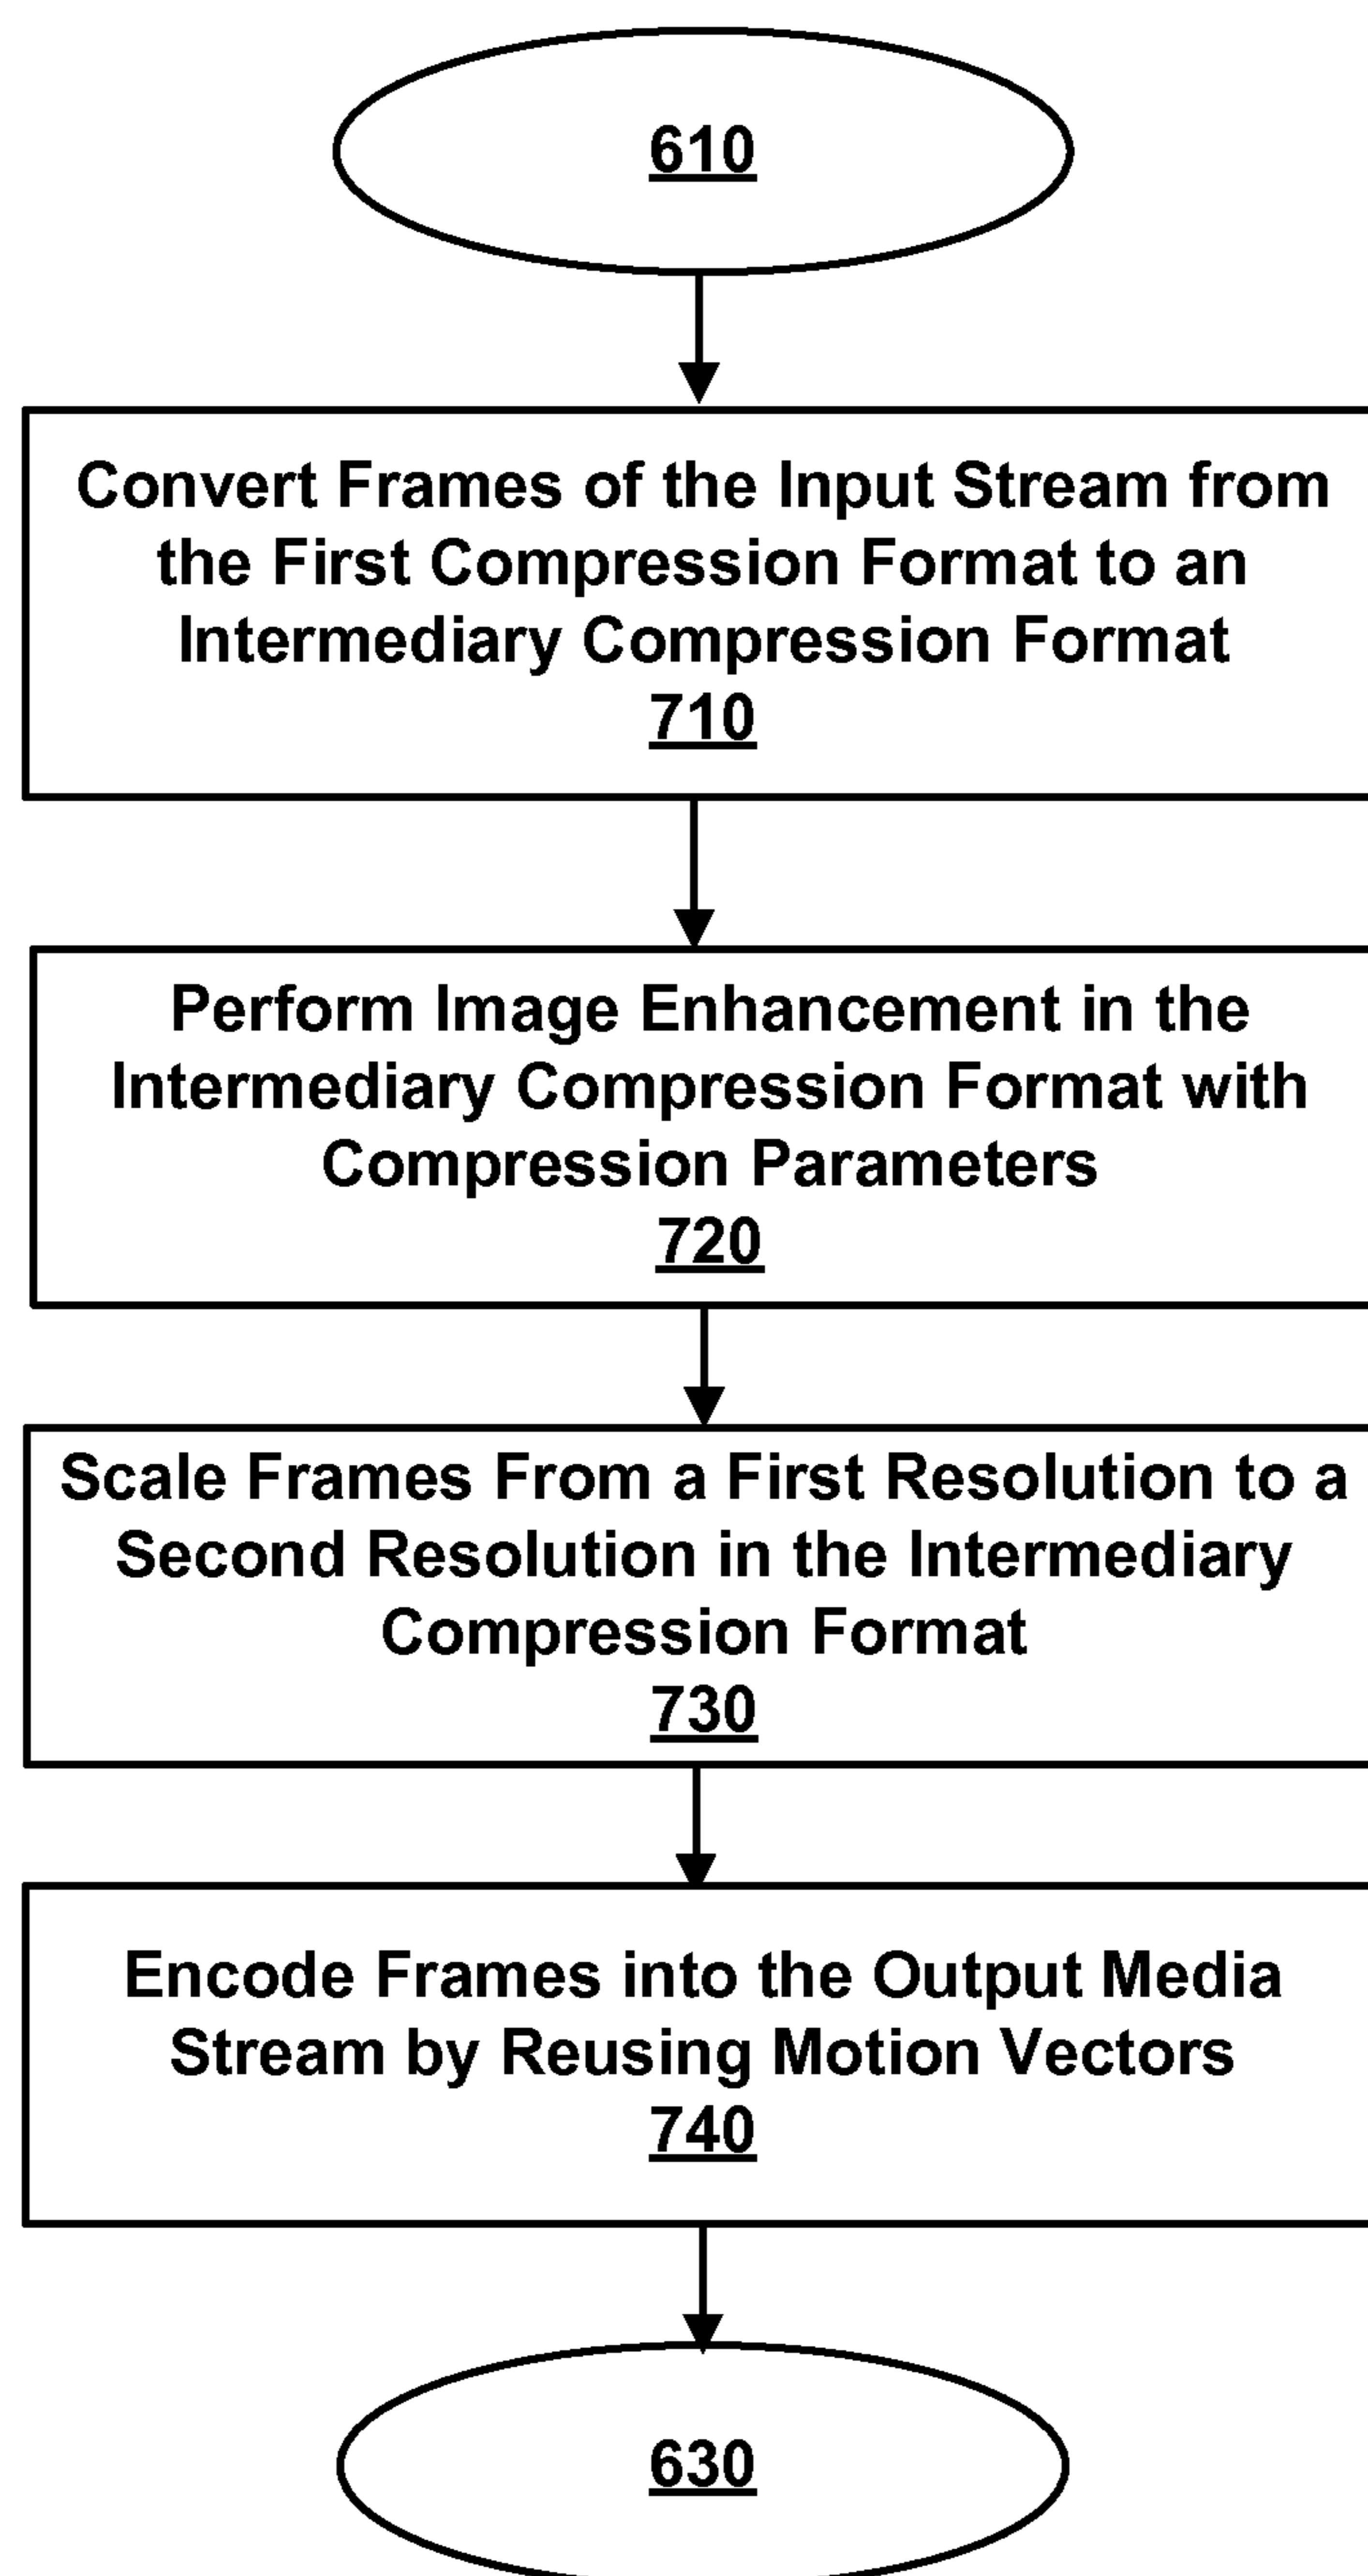 610
Convert Frames of the Input Stream from
the First Compression Format to an
Intermediary Compression Format
710
Perform Image Enhancement in the
Intermediary Compression Format with
Compression Parameters
720
Scale Frames From a First Resolution to a
Second Resolution in the Intermediary
Compression Format
730
Encode Frames into the Output Media
Stream by Reusing Motion Vectors
740
630